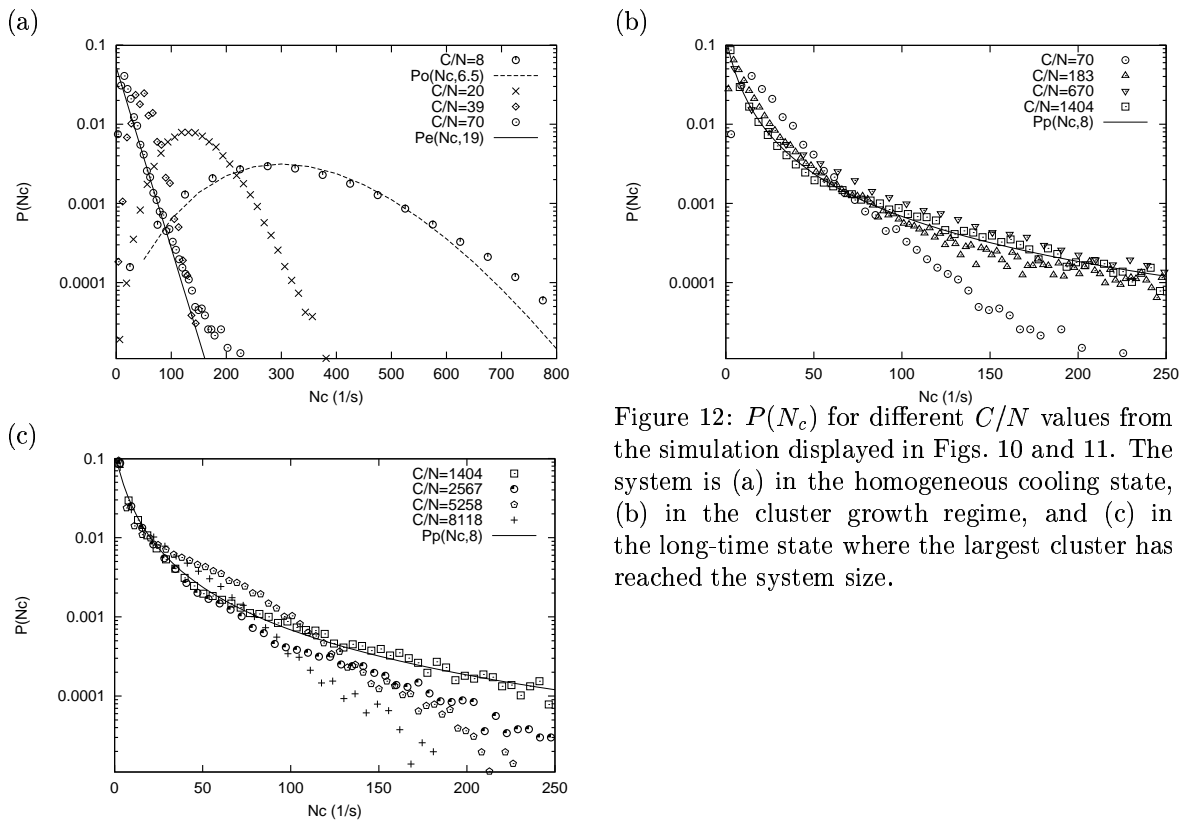 (a)
0.1
0.01
0.001
0.0001
P(Nc)
0 100 200 300 400 500 600 700 800
Nc (1/s)
C/N=8
Po(Nc,6.5)
C/N=20
C/N=39
C/N=70
Pe(Nc,19)
(b)
0.1
0.01
0.001
0.0001
P(Nc)
0 50 100 150 200 250
Nc (1/s)
C/N=70
C/N=183
C/N=670
C/N=1404
Pp(Nc,8)
(c)
0.1
0.01
0.001
0.0001
P(Nc)
0 50 100 150 200 250
Nc (1/s)
C/N=1404
C/N=2567
C/N=5258
C/N=8118
Pp(Nc,8)
Figure 12: P(N_c) for different C/N values from
the simulation displayed in Figs. 10 and 11. The
system is (a) in the homogeneous cooling state,
(b) in the cluster growth regime, and (c) in
the long-time state where the largest cluster has
reached the system size.